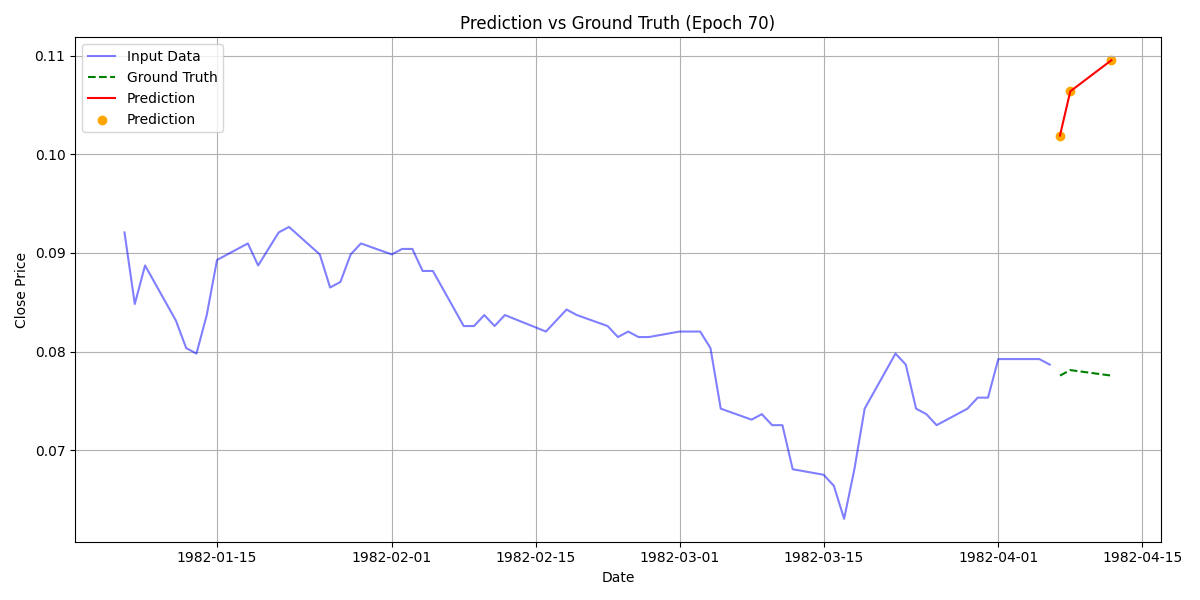 Prediction vs Ground Truth (Epoch 70)
Input Data
Ground Truth
Prediction
Prediction
Close Price
0.11
0.10
0.09
0.08
0.07
1982-01-15
1982-02-01
1982-02-15
1982-03-01
1982-03-15
1982-04-01
1982-04-15
Date